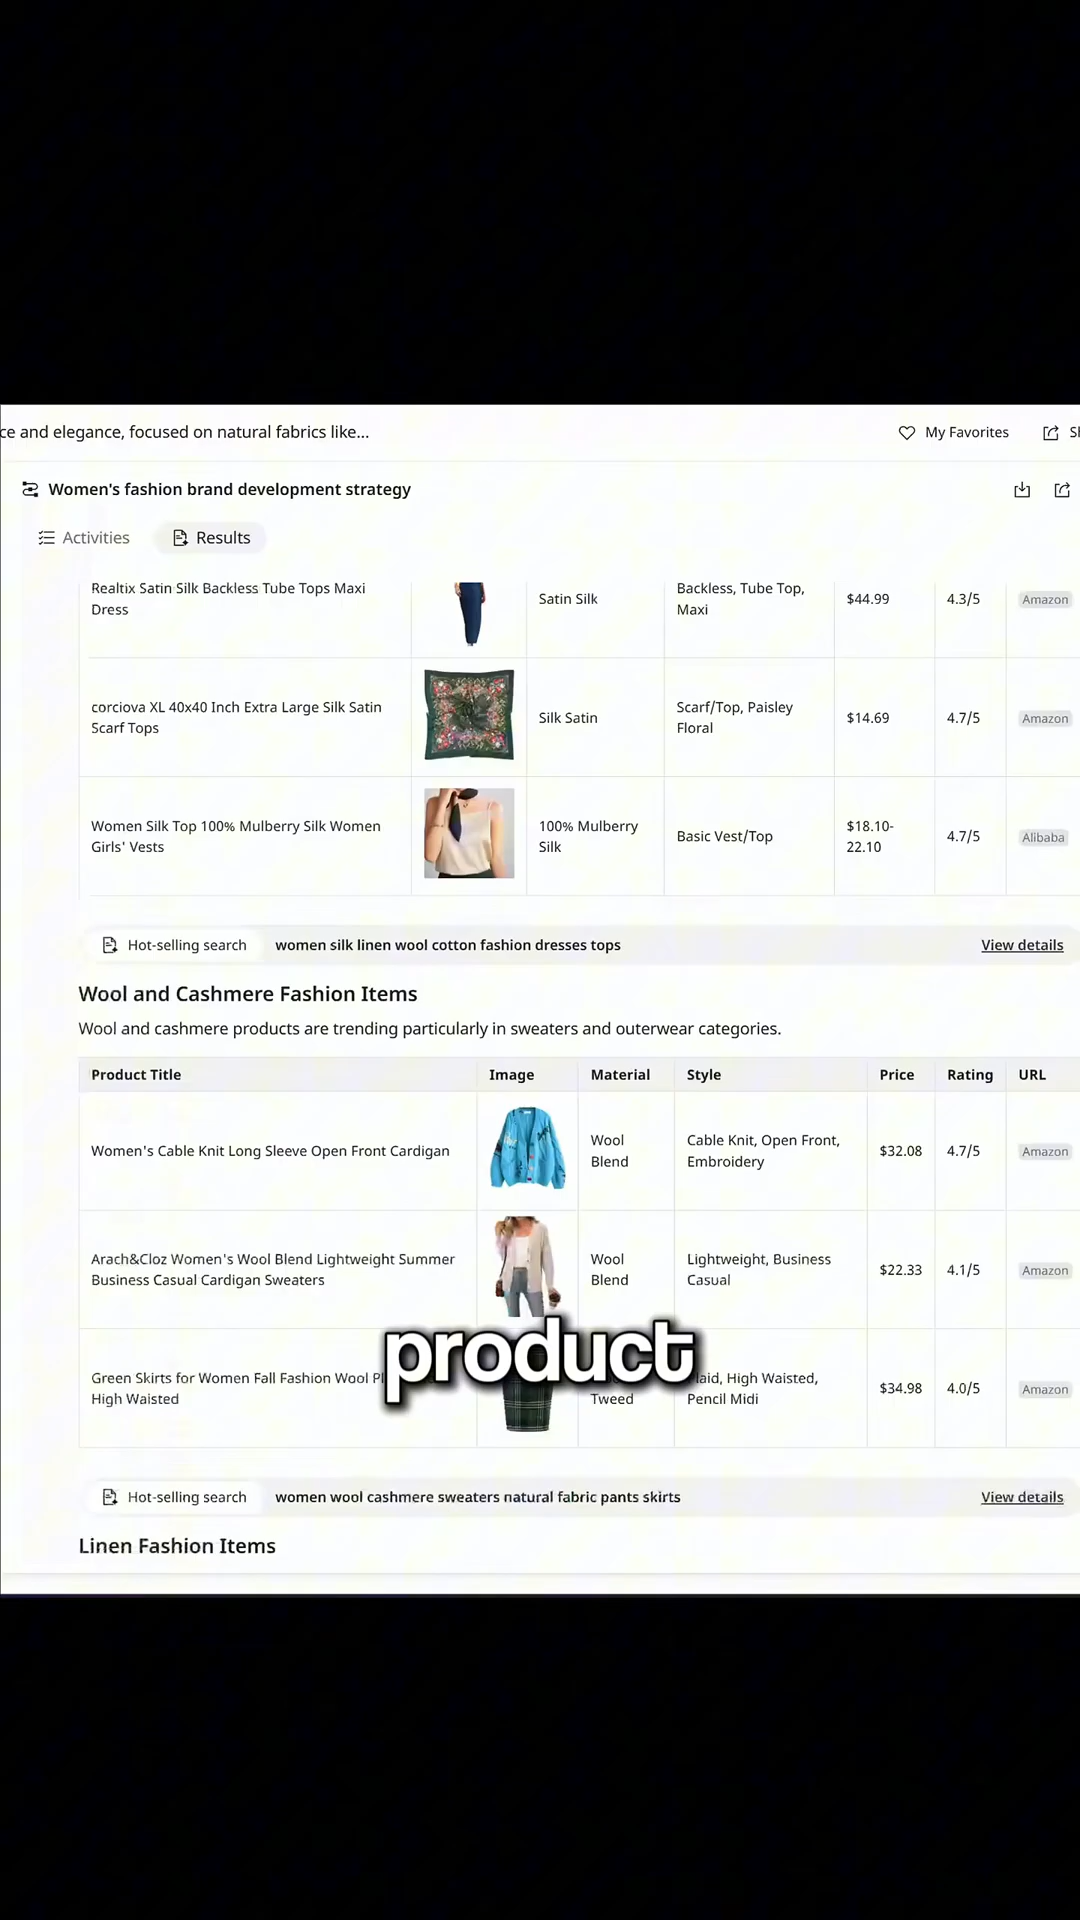 ce and elegance, focused on natural fabrics like...
My Favorites
Sh
Women's fashion brand development strategy
Activities
Results
Realtix Satin Silk Backless Tube Tops Maxi
Dress
Satin Silk
Backless, Tube Top,
Maxi
$44.99
4.3/5
Amazon
corciova XL 40x40 Inch Extra Large Silk Satin
Scarf Tops
Silk Satin
Scarf/Top, Paisley
Floral
$14.69
4.7/5
Amazon
Women Silk Top 100% Mulberry Silk Women
Girls' Vests
100% Mulberry
Silk
Basic Vest/Top
$18.10-
22.10
4.7/5
Alibaba
Hot-selling search
women silk linen wool cotton fashion dresses tops
View details
Wool and Cashmere Fashion Items
Wool and cashmere products are trending particularly in sweaters and outerwear categories.
Product Title
Image
Material
Style
Price
Rating
URL
Women's Cable Knit Long Sleeve Open Front Cardigan
Wool
Blend
Cable Knit, Open Front,
Embroidery
$32.08
4.7/5
Amazon
Arach&Cloz Women's Wool Blend Lightweight Summer
Business Casual Cardigan Sweaters
Wool
Blend
Lightweight, Business
Casual
$22.33
4.1/5
Amazon
product
Green Skirts for Women Fall Fashion Wool Pl
High Waisted
Tweed
laid, High Waisted,
Pencil Midi
$34.98
4.0/5
Amazon
Hot-selling search
women wool cashmere sweaters natural fabric pants skirts
View details
Linen Fashion Items